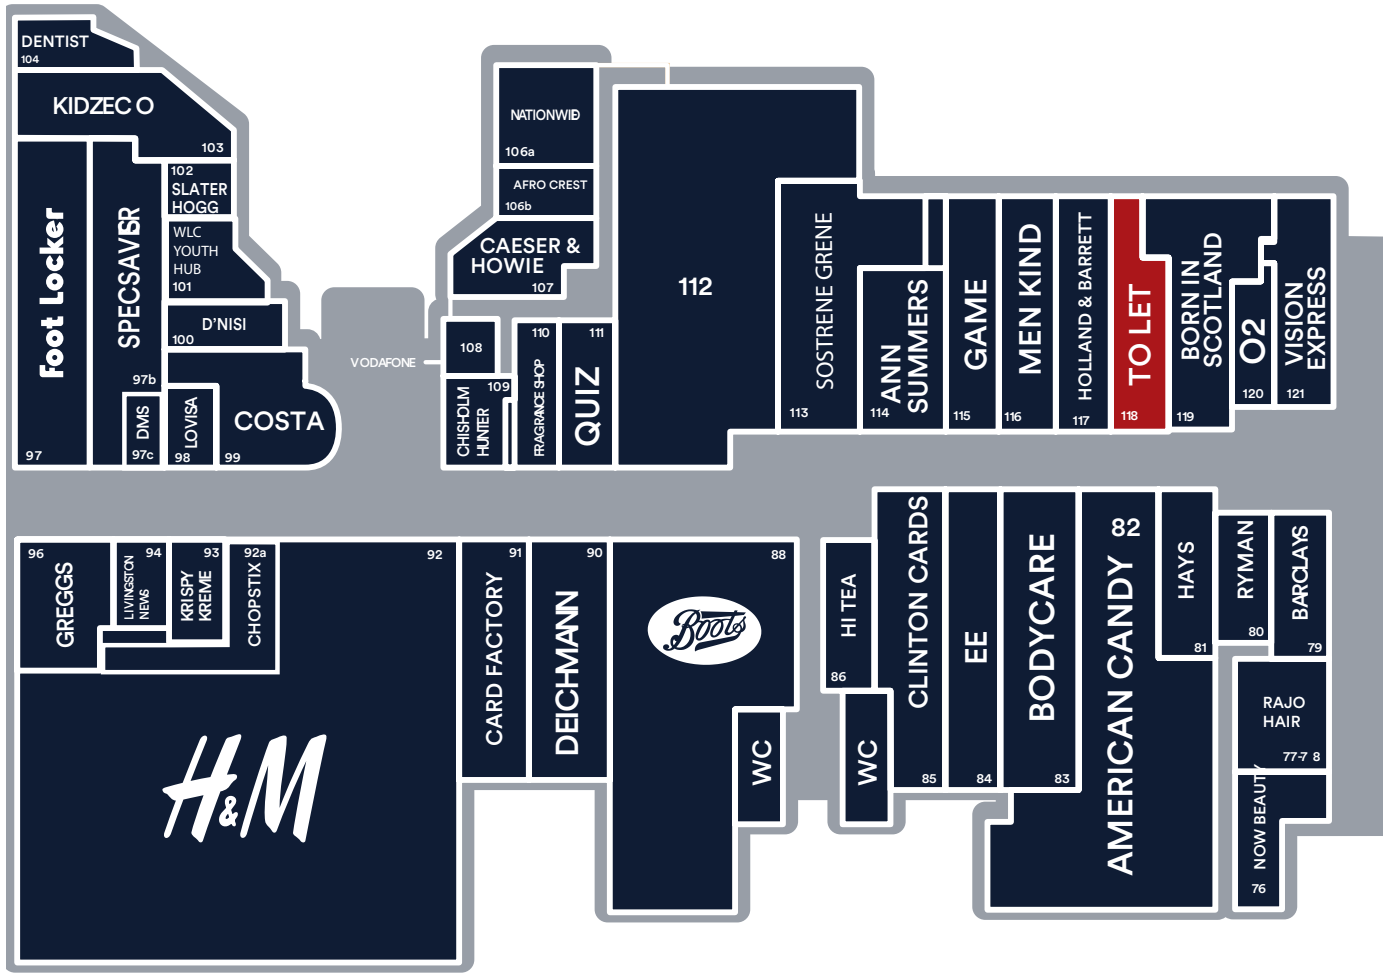 DENTIST
104
KIDZEC O
103
Foot Locker
97
SPECSAVER
97b
102
SLATER
HOGG
WLC
YOUTH
HUB
101
D'NISI
100
DMS
97c
LOVISA
98
COSTA
99
NATIONWIDE
106a
AFRO CREST
106b
CAESER &
HOWIE
107
VODAFONE
108
109
CHISHOLM
HUNTER
110
FRAGRANCE SHOP
111
QUIZ
112
SOSTRENE GRENE
113
ANN
SUMMERS
114
GAME
115
MEN KIND
116
HOLLAND & BARRETT
117
TO LET
118
BORN IN
SCOTLAND
119
O2
120
VISION
EXPRESS
121
96
GREGGS
94
LIVINGSTON
NEWS
93
KRISPY
KREME
92a
CHOPSTIX
92
H&M
91
CARD FACTORY
90
DEICHMANN
88
Boots
WC
HI TEA
86
WC
CLINTON CARDS
85
EE
84
BODYCARE
83
82
AMERICAN CANDY
HAYS
81
RYMAN
80
BARCLAYS
79
RAJO
HAIR
77-7 8
NOW BEAUTY
76